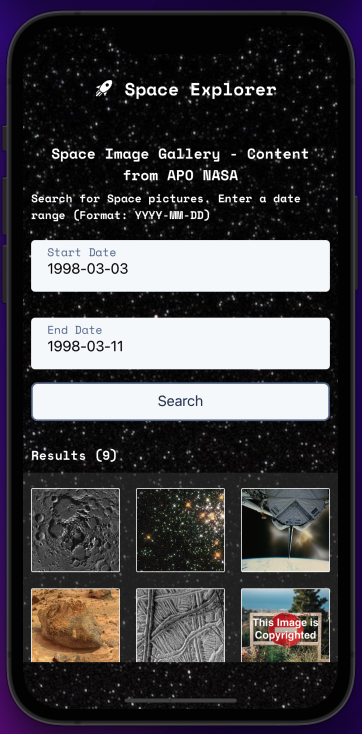 Space Explorer
Space Image Gallery - Content
from APO NASA
Search for Space pictures. Enter a date
range (Format: YYYY-MM-DD)
Start Date
1998-03-03
End Date
1998-03-11
Search
Results (9)
This Image is
Copyrighted